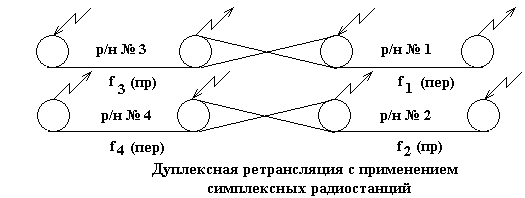 р/н № 3 р/н № 1
f3 (пр) f1 (пер)
р/н № 4 р/н № 2
f4 (пер) f2 (пр)
Дуплексная ретрансляция с применением
симплексных радиостанций